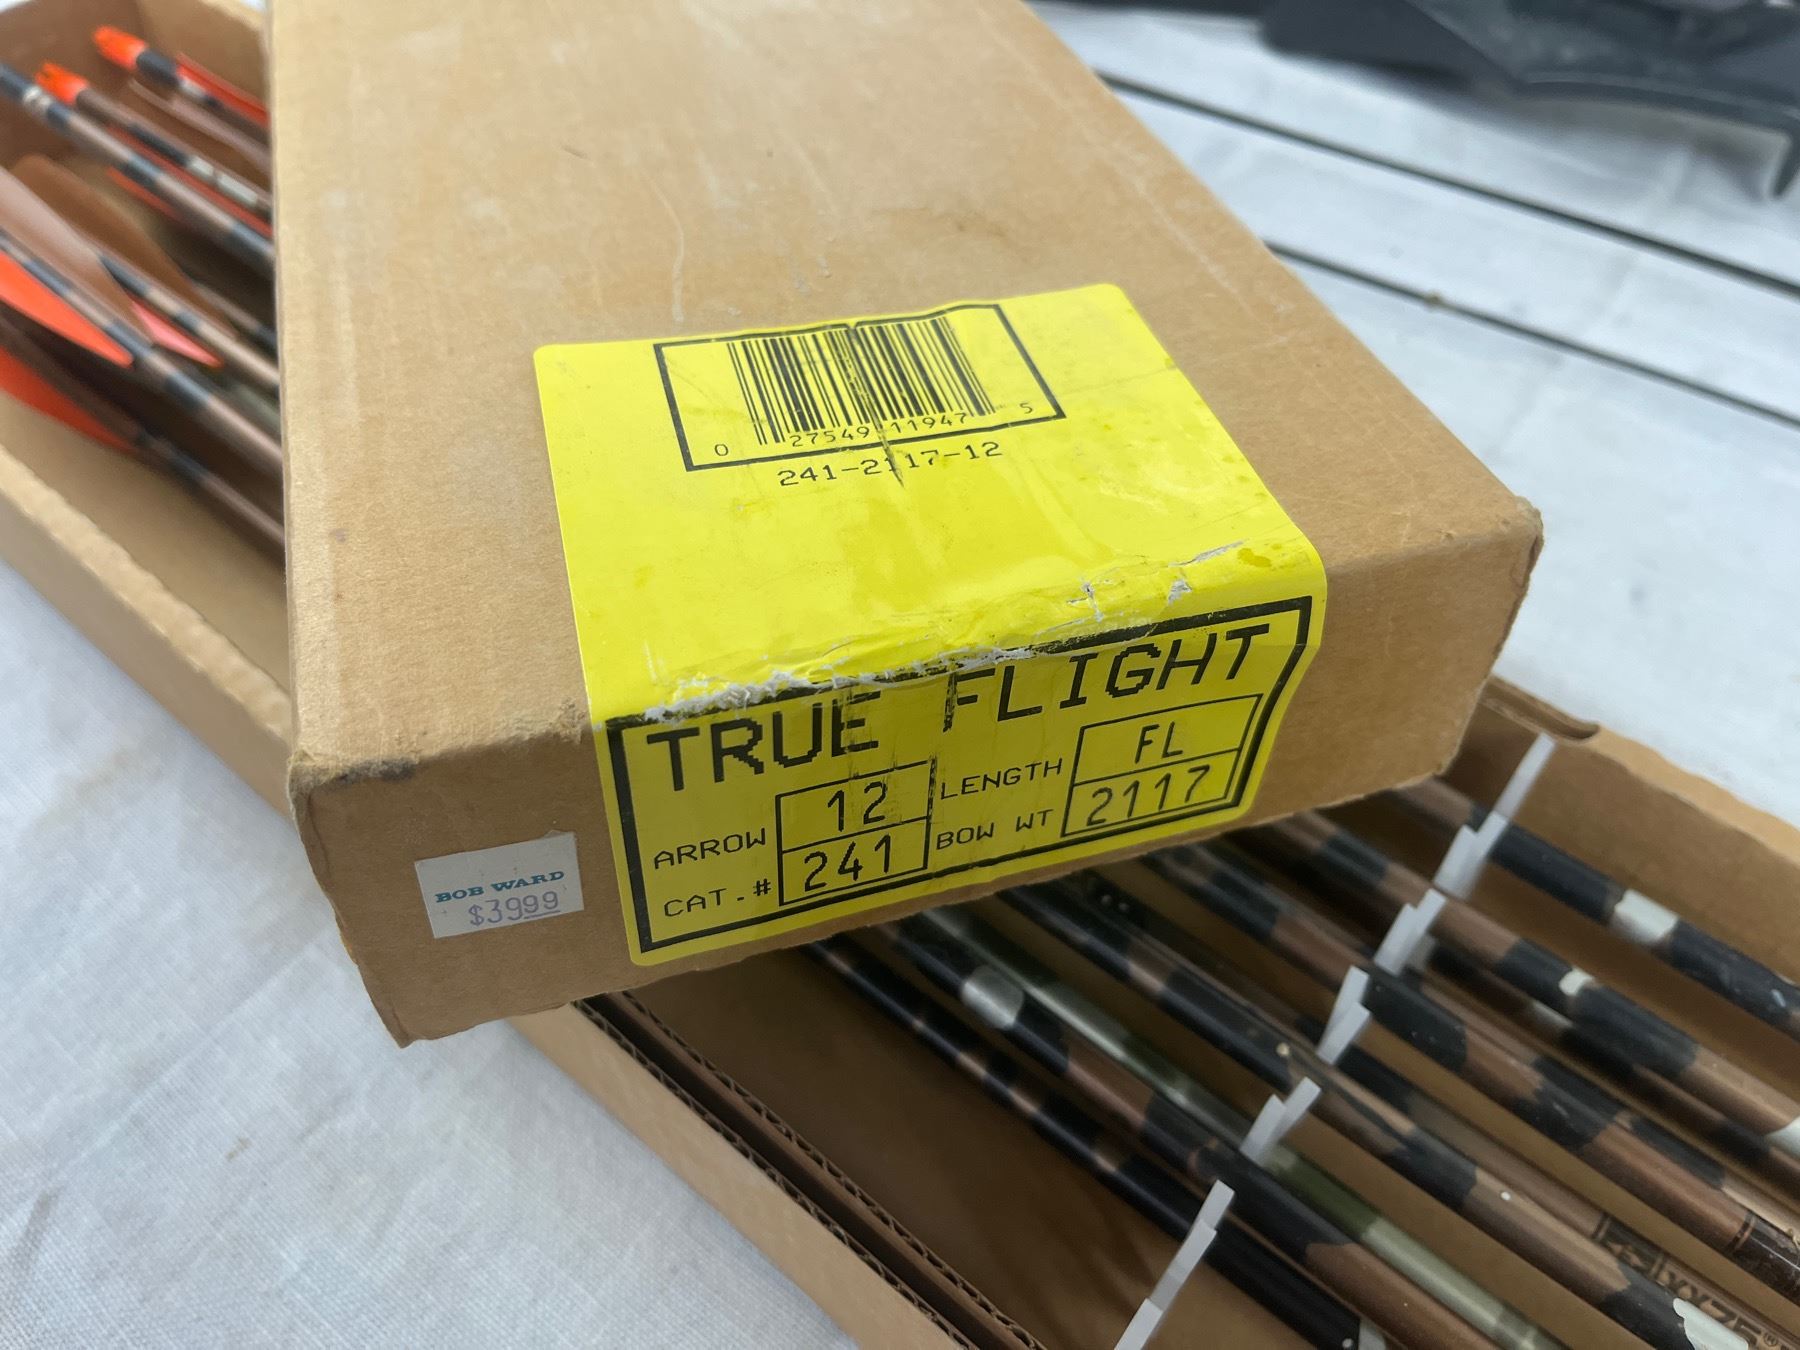 0 27549 11947 5
241-2117-12
TRUE FLIGHT
ARROW 12 LENGTH FL
CAT.# 241 BOW WT 2117
BOB WARD
$3999
XX75®